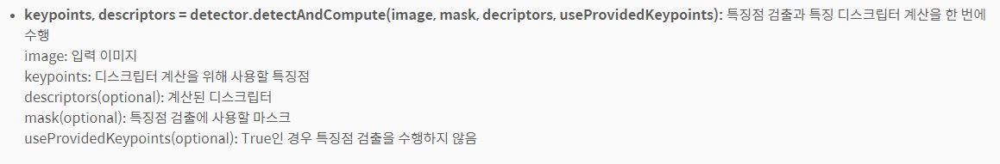 • keypoints, descriptors = detector.detectAndCompute(image, mask, decriptors, useProvidedKeypoints): 특징점 검출과 특징 디스크립터 계산을 한 번에
수행
image: 입력 이미지
keypoints: 디스크립터 계산을 위해 사용할 특징점
descriptors(optional): 계산된 디스크립터
mask(optional): 특징점 검출에 사용할 마스크
useProvidedKeypoints(optional): True인 경우 특징점 검출을 수행하지 않음